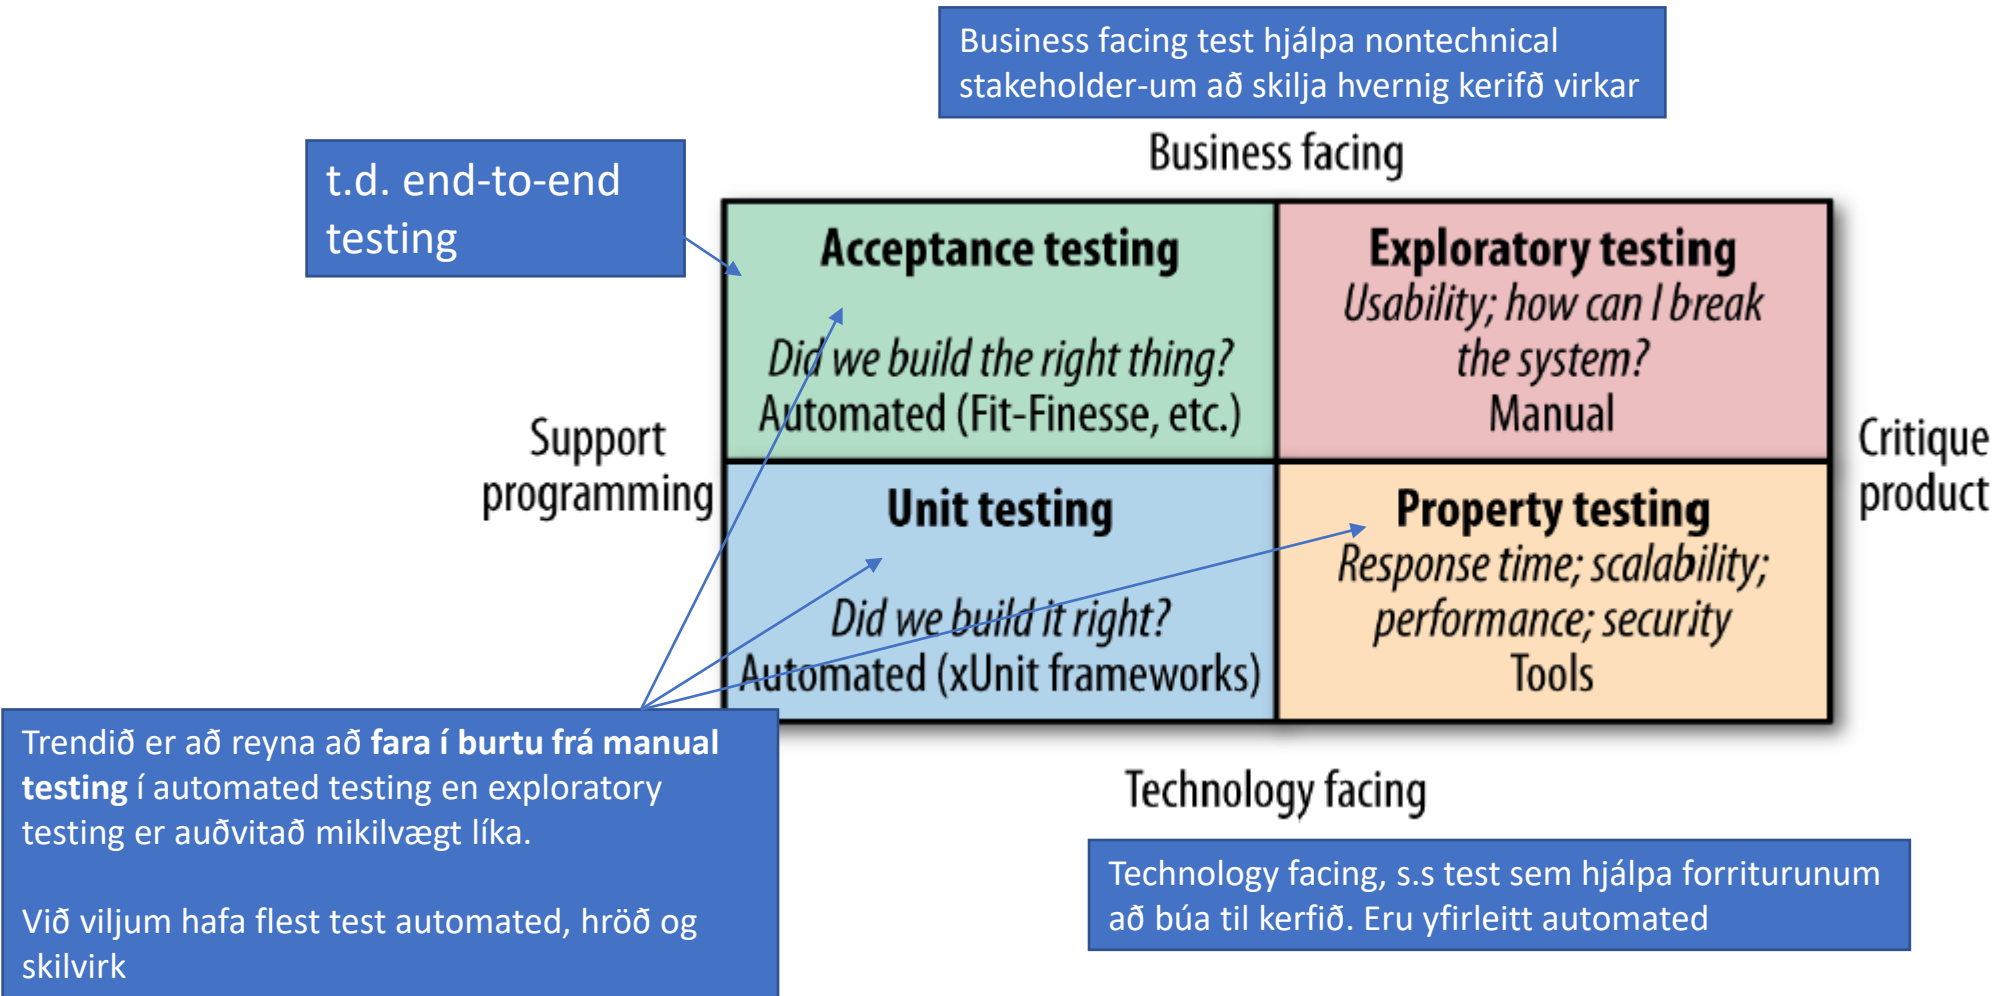 Business facing test hjálpa nontechnical
stakeholder-um að skilja hvernig kerifð virkar
Business facing
t.d. end-to-end
testing
Acceptance testing
Did we build the right thing?
Automated (Fit-Finesse, etc.)
Exploratory testing
Usability; how can I break
the system?
Manual
Support
programming
Critique
product
Unit testing
Did we build it right?
Automated (xUnit frameworks)
Property testing
Response time; scalability;
performance; security
Tools
Trendið er að reyna að fara í burtu frá manual
testing í automated testing en exploratory
testing er auðvitað mikilvægt líka.
Við viljum hafa flest test automated, hröð og
skilvirk
Technology facing
Technology facing, s.s test sem hjálpa forriturunum
að búa til kerfið. Eru yfirleitt automated